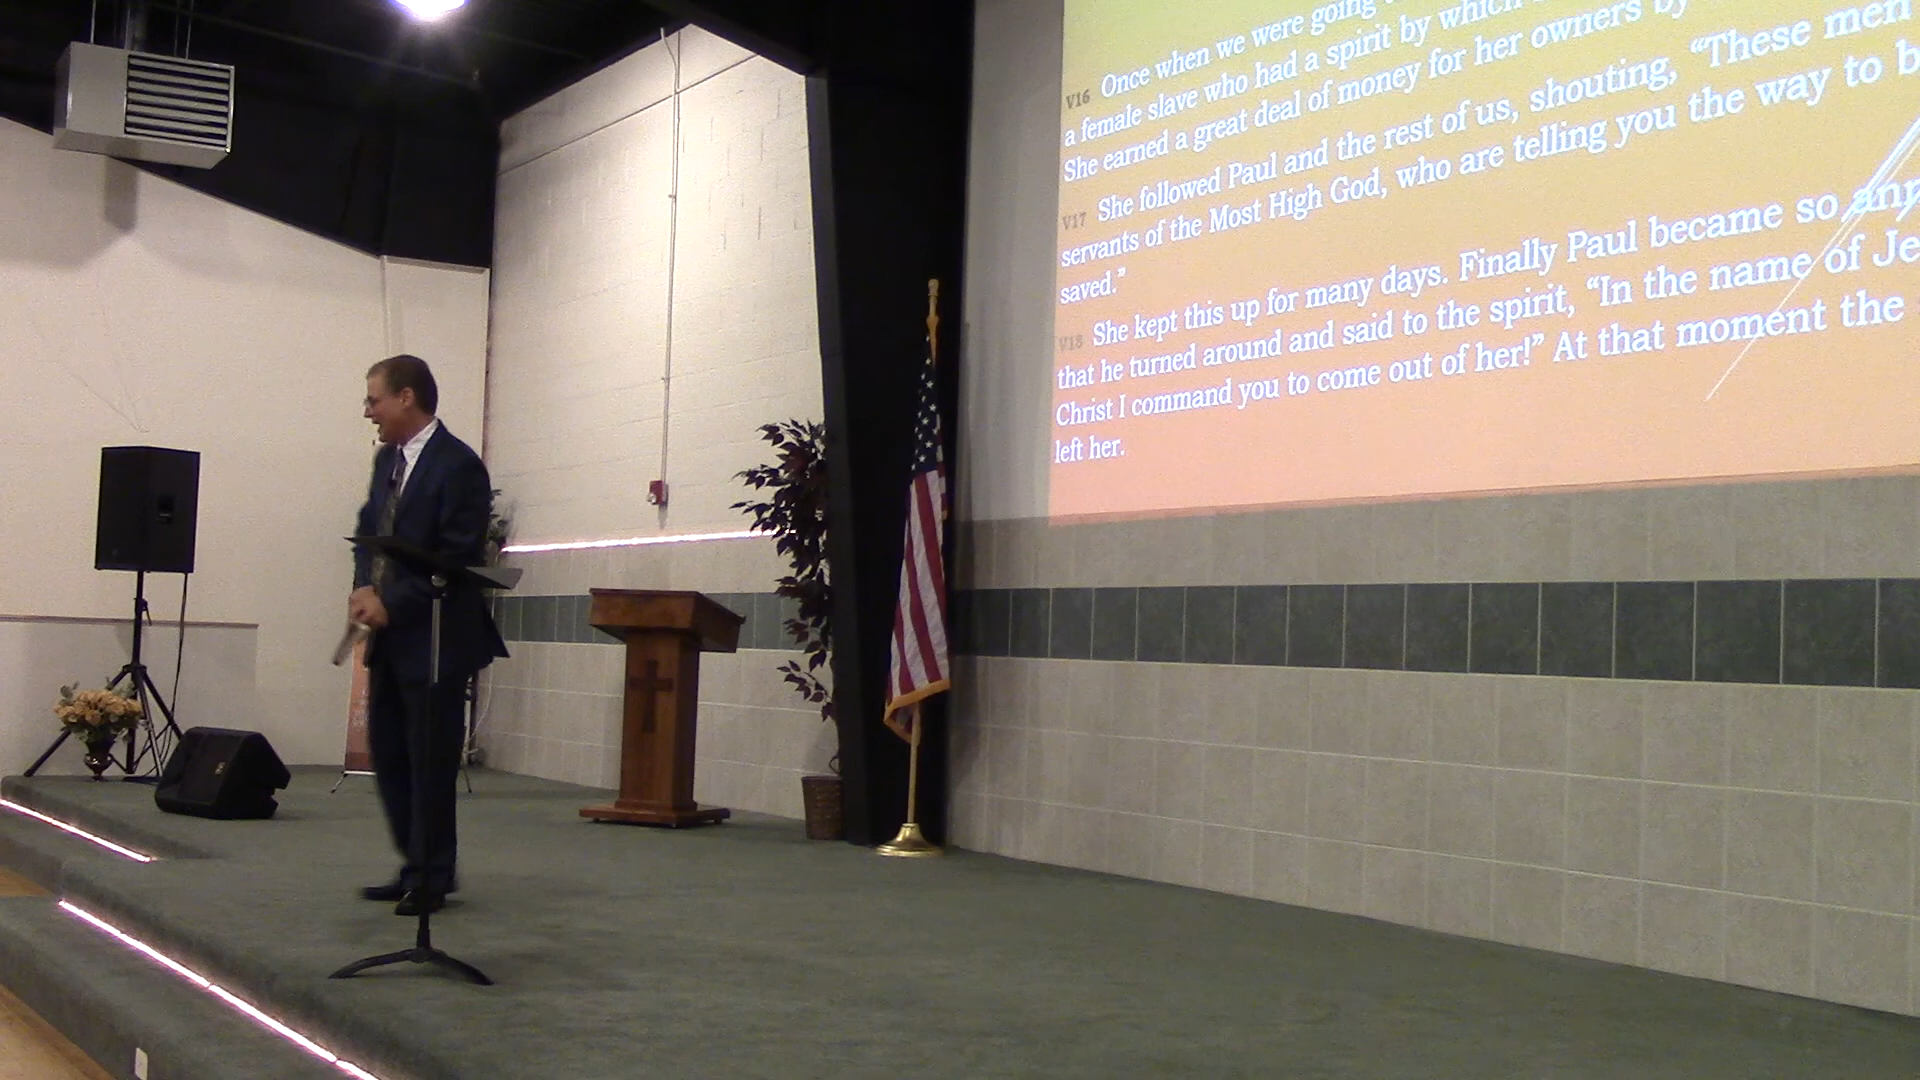 V16 Once when we were going
a female slave who had a spirit by which
She earned a great deal of money for her owners by
V17 She followed Paul and the rest of us, shouting, “These men
servants of the Most High God, who are telling you the way to b
saved.”
V18 She kept this up for many days. Finally Paul became so ann
that he turned around and said to the spirit, “In the name of Je
Christ I command you to come out of her!” At that moment the
left her.